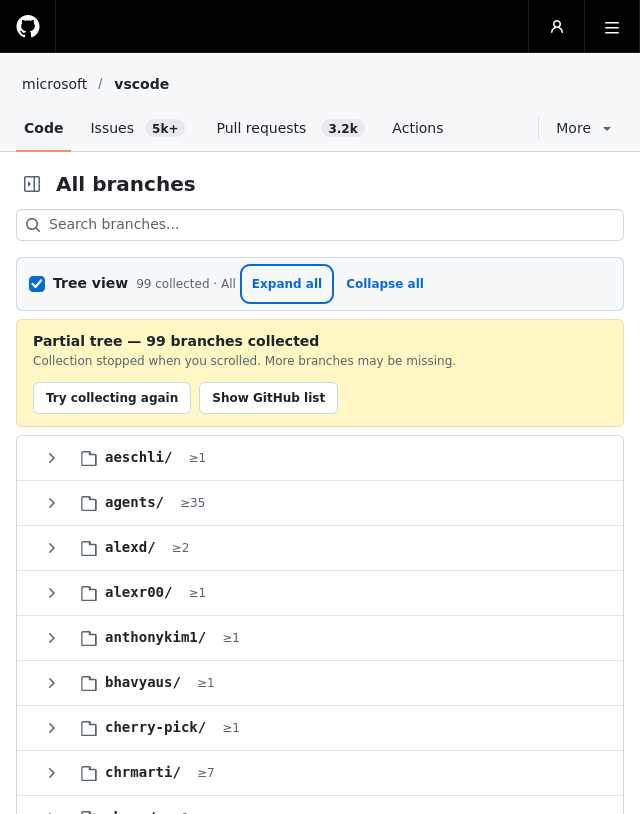 microsoft / vscode
Code Issues 5k+ Pull requests 3.2k Actions More
All branches
Search branches...
Tree view 99 collected · All Expand all Collapse all
Partial tree — 99 branches collected
Collection stopped when you scrolled. More branches may be missing.
Try collecting again Show GitHub list
aeschli/ ≥1
agents/ ≥35
alexd/ ≥2
alexr00/ ≥1
anthonykim1/ ≥1
bhavyaus/ ≥1
cherry-pick/ ≥1
chrmarti/ ≥7